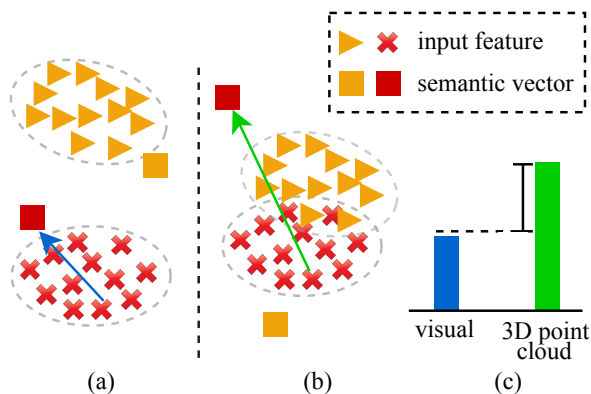 input feature
semantic vector
visual
3D point
cloud
(a)
(b)
(c)